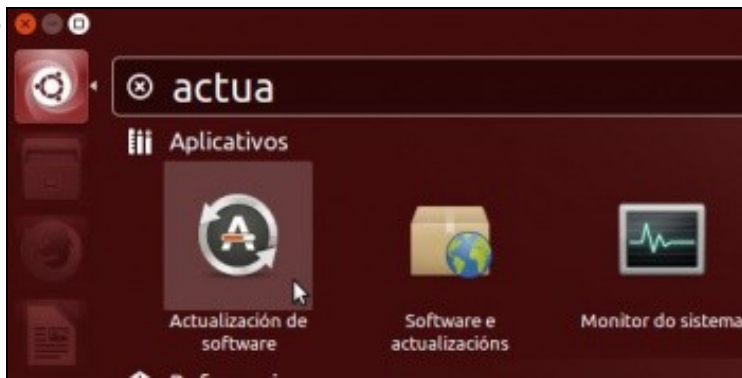 actua
Aplicativos
Actualización de
software
Software e
actualizacións
Monitor do sistema